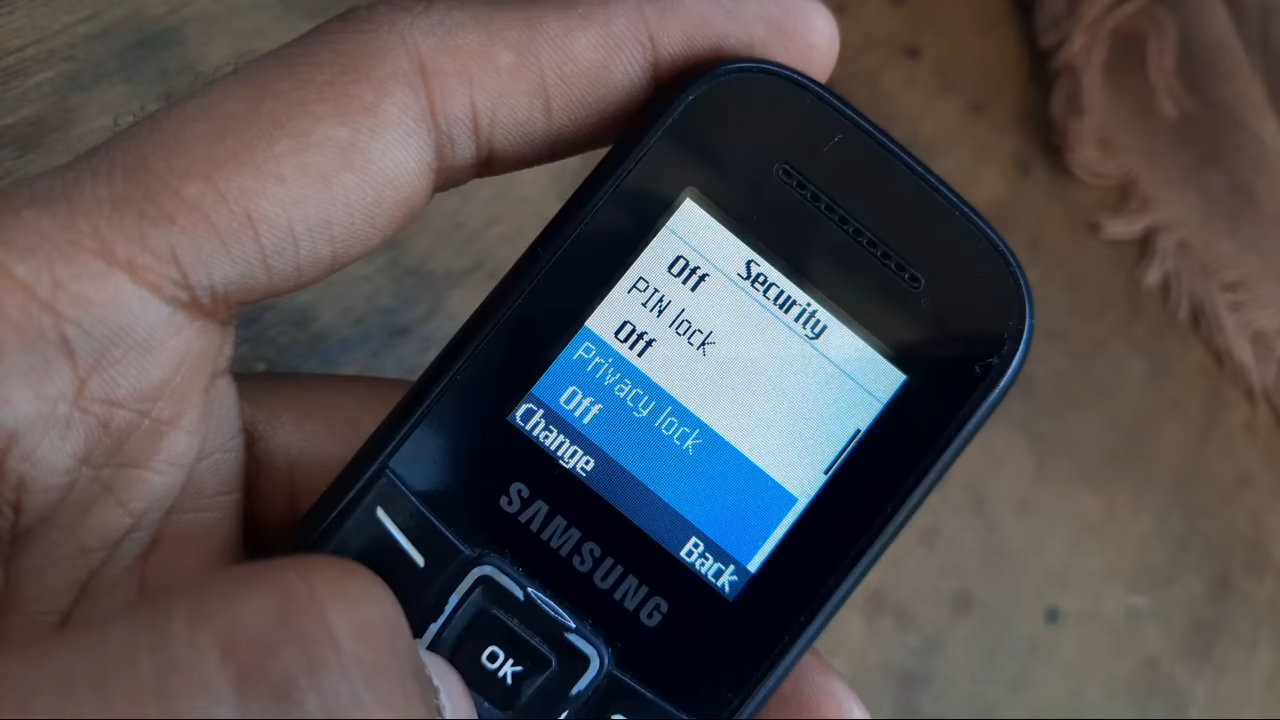 Security
Off
PIN lock
Off
Privacy lock
Off
Change
Back
SAMSUNG
OK